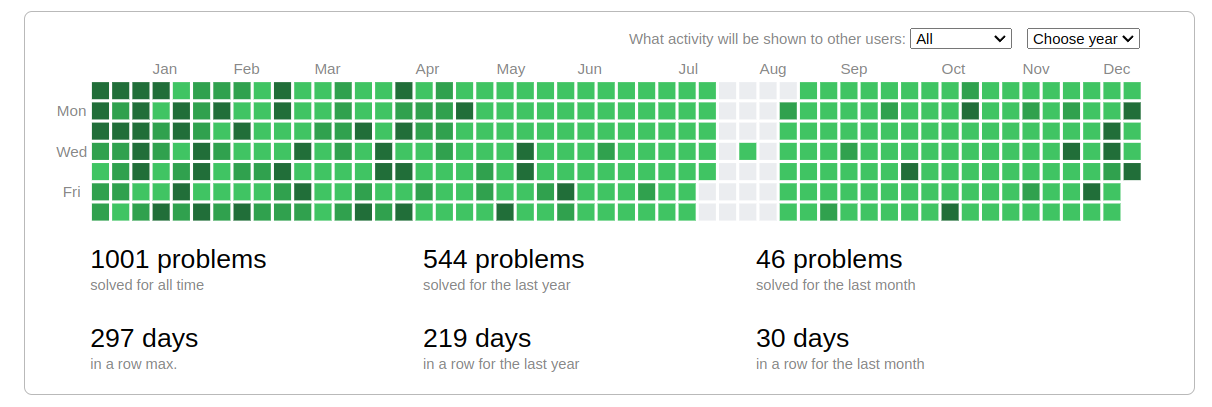 What activity will be shown to other users: All Choose year
Jan Feb Mar Apr May Jun Jul Aug Sep Oct Nov Dec
Mon
Wed
Fri
1001 problems 544 problems 46 problems
solved for all time solved for the last year solved for the last month
297 days 219 days 30 days
in a row max. in a row for the last year in a row for the last month